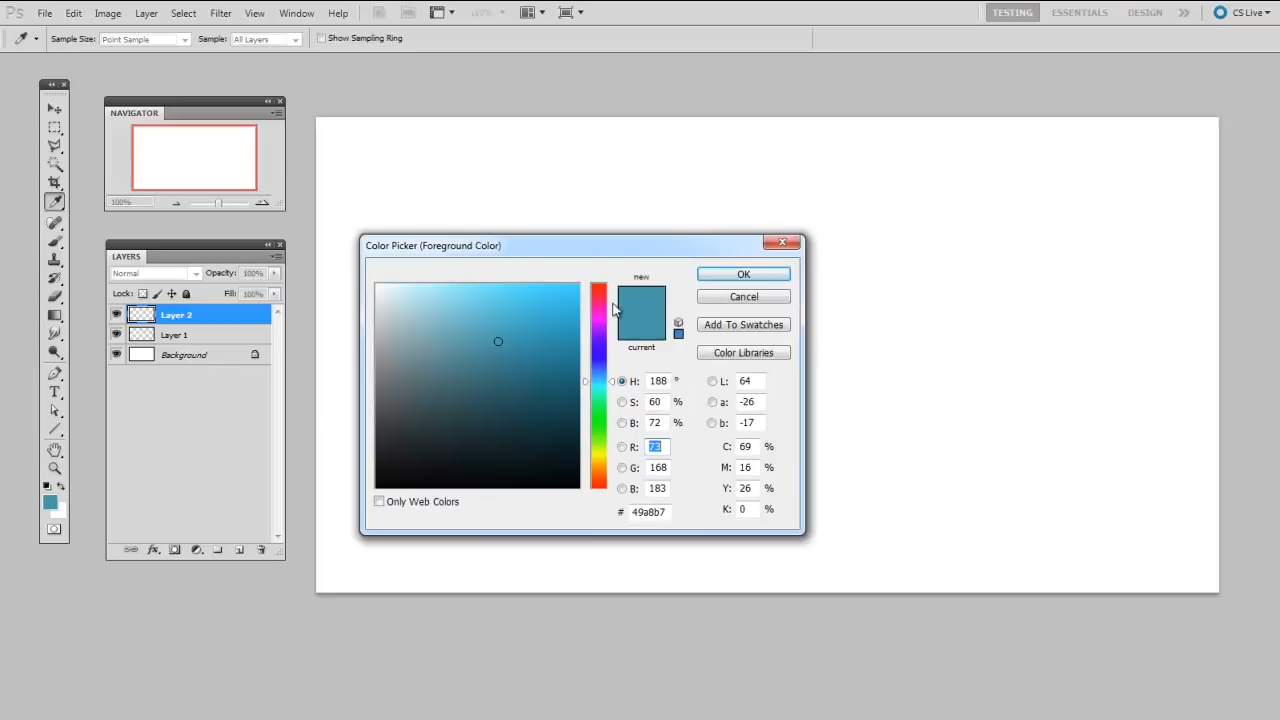 Ps File Edit Image Layer Select Filter View Window Help 100% TESTING ESSENTIALS DESIGN CS Live
Sample Size: Point Sample Sample: All Layers Show Sampling Ring
NAVIGATOR
100%
LAYERS
Normal Opacity: 100%
Lock: Fill: 100%
Layer 2
Layer 1
Background
fx
Color Picker (Foreground Color)
new
current
OK
Cancel
Add To Swatches
Color Libraries
H: 188 ° L: 64
S: 60 % a: -26
B: 72 % b: -17
R: 73 C: 69 %
G: 168 M: 16 %
B: 183 Y: 26 %
# 49a8b7 K: 0 %
Only Web Colors